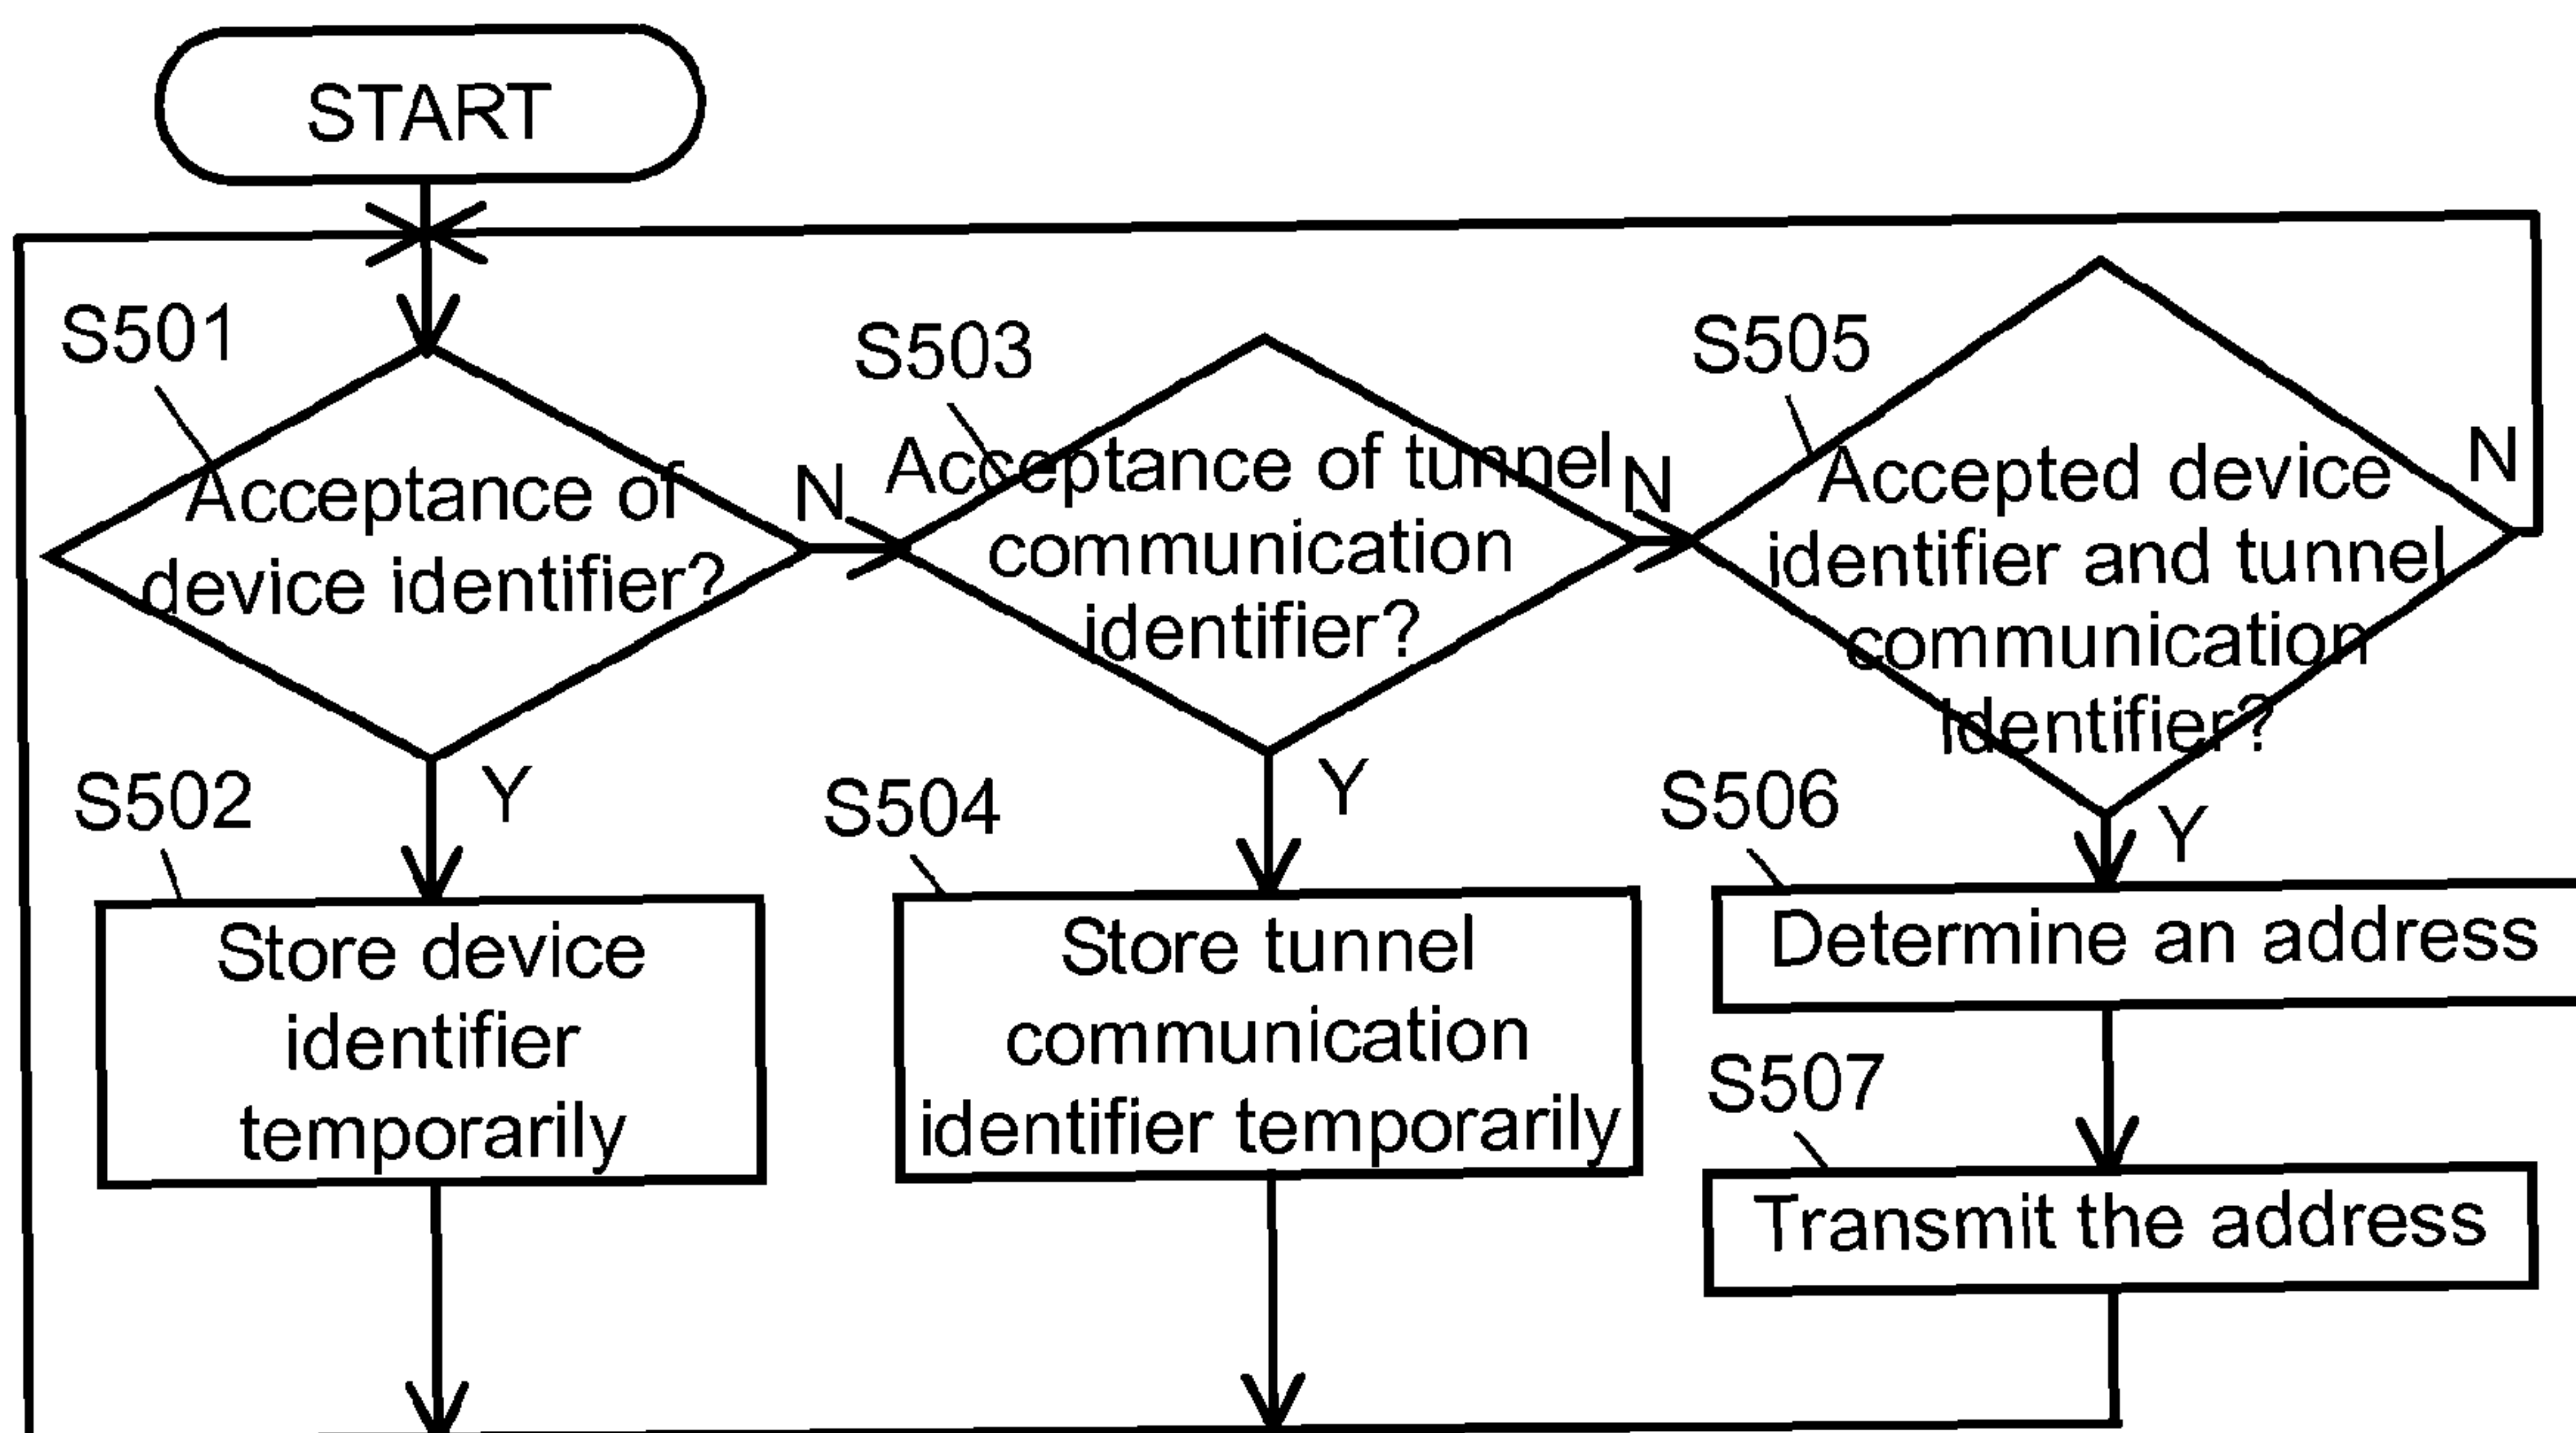 START
S501
Acceptance of
device identifier?
N
Y
S502
Store device
identifier
temporarily
S503
Acceptance of tunnel
communication
identifier?
N
Y
S504
Store tunnel
communication
identifier temporarily
S505
Accepted device
identifier and tunnel
communication
identifier?
N
Y
S506
Determine an address
S507
Transmit the address